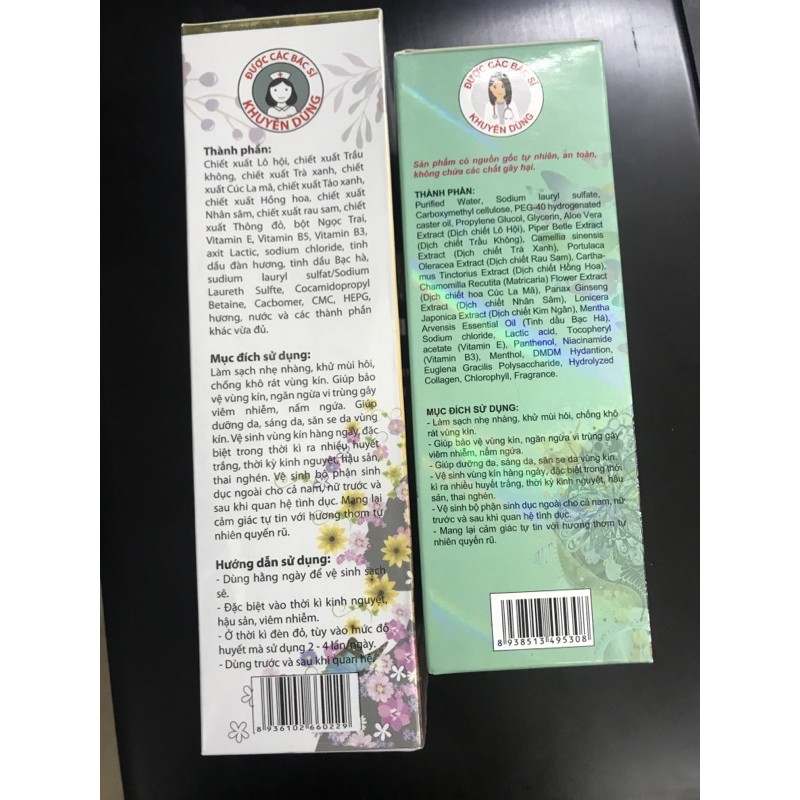 ĐƯỢC CÁC BÁC SĨ
KHUYÊN DÙNG
Thành phần:
Chiết xuất Lô hội, chiết xuất Trầu
không, chiết xuất Trà xanh, chiết
xuất Cúc La mã, chiết xuất Táo xanh,
chiết xuất Hồng hoa, chiết xuất
Nhân sâm, chiết xuất rau sam, chiết
xuất Thông đỏ, bột Ngọc Trai,
Vitamin E, Vitamin B5, Vitamin B3,
axit Lactic, sodium chloride, tinh
dầu đàn hương, tinh dầu Bạc hà,
sudium lauryl sulfat/Sodium
Laureth Sulfte, Cocamidopropyl
Betaine, Cacbomer, CMC, HEPG,
hương, nước và các thành phần
khác vừa đủ.
Mục đích sử dụng:
Làm sạch nhẹ nhàng, khử mùi hôi,
chống khô rát vùng kín. Giúp bảo
vệ vùng kín, ngăn ngừa vi trùng gây
viêm nhiễm, nấm ngứa. Giúp
dưỡng da, sáng da, săn se da vùng
kín. Vệ sinh vùng kín hàng ngày, đặc
biệt trong thời kì ra nhiều huyết
trắng, thời kỳ kinh nguyệt, hậu sản,
thai nghén. Vệ sinh bộ phận sinh
dục ngoài cho cả nam, nữ trước và
sau khi quan hệ tình dục. Mang lại
cảm giác tự tin với hương thơm tự
nhiên quyến rũ.
Hướng dẫn sử dụng:
- Dùng hằng ngày để vệ sinh sạch
sẽ.
- Đặc biệt vào thời kì kinh nguyệt,
hậu sản, viêm nhiễm.
- Ở thời kì đèn đỏ, tùy vào mức độ
huyết mà sử dụng 2 - 4 lần/ngày.
- Dùng trước và sau khi quan hệ.
8 936102 660229
ĐƯỢC CÁC BÁC SĨ
KHUYÊN DÙNG
Sản phẩm có nguồn gốc tự nhiên, an toàn,
không chứa các chất gây hại.
THÀNH PHẦN:
Purified Water, Sodium lauryl sulfate,
Carboxymethyl cellulose, PEG-40 hydrogenated
caster oil, Propylene Glucol, Glycerin, Aloe Vera
Extract (Dịch chiết Lô Hội), Piper Betle Extract
(Dịch chiết Trầu Không), Camellia sinensis
Extract (Dịch chiết Trà Xanh), Portulaca
Oleracea Extract (Dịch chiết Rau Sam), Cartha-
mus Tinctorius Extract (Dịch chiết Hồng Hoa),
Chamomilla Recutita (Matricaria) Flower Extract
(Dịch chiết hoa Cúc La Mã), Panax Ginseng
Extract (Dịch chiết Nhân Sâm), Lonicera
Japonica Extract (Dịch chiết Kim Ngân), Mentha
Arvensis Essential Oil (Tinh dầu Bạc Hà),
Sodium chloride, Lactic acid, Tocopheryl
acetate (Vitamin E), Panthenol, Niacinamide
(Vitamin B3), Menthol, DMDM Hydantion,
Euglena Gracilis Polysaccharide, Hydrolyzed
Collagen, Chlorophyll, Fragrance.
MỤC ĐÍCH SỬ DỤNG:
- Làm sạch nhẹ nhàng, khử mùi hôi, chống khô
rát vùng kín.
- Giúp bảo vệ vùng kín, ngăn ngừa vi trùng gây
viêm nhiễm, nấm ngứa.
- Giúp dưỡng da, sáng da, săn se da vùng kín.
- Vệ sinh vùng kín hàng ngày, đặc biệt trong thời
kì ra nhiều huyết trắng, thời kỳ kinh nguyệt, hậu
sản, thai nghén.
- Vệ sinh bộ phận sinh dục ngoài cho cả nam, nữ
trước và sau khi quan hệ tình dục.
- Mang lại cảm giác tự tin với hương thơm tự
nhiên quyến rũ.
8 938513 495308